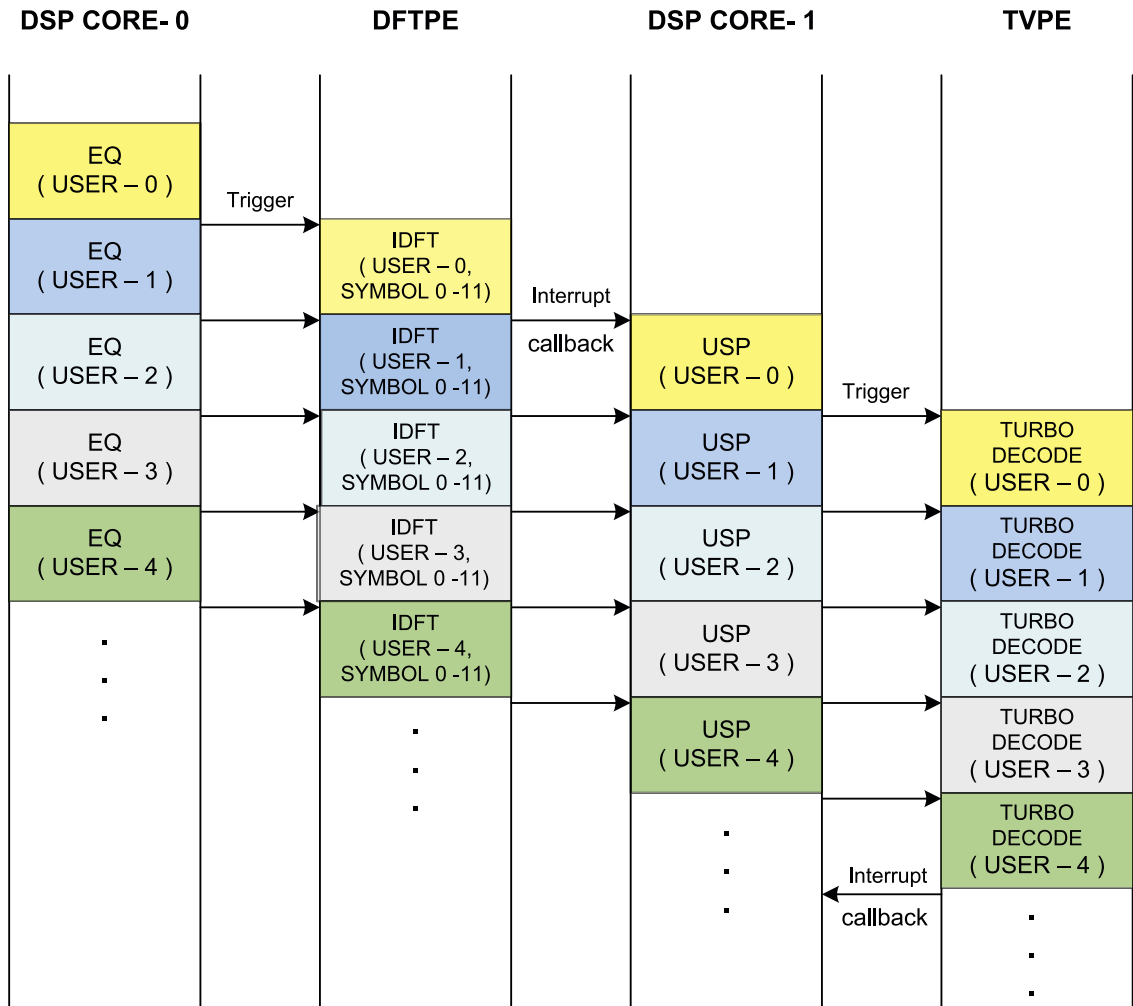 DSP CORE- 0
DFTPE
DSP CORE- 1
TVPE
EQ
( USER – 0 )
Trigger
EQ
( USER – 1 )
IDFT
( USER – 0,
SYMBOL 0 -11)
Interrupt
callback
EQ
( USER – 2 )
IDFT
( USER – 1,
SYMBOL 0 -11)
USP
( USER – 0 )
Trigger
EQ
( USER – 3 )
IDFT
( USER – 2,
SYMBOL 0 -11)
USP
( USER – 1 )
TURBO
DECODE
( USER – 0 )
EQ
( USER – 4 )
IDFT
( USER – 3,
SYMBOL 0 -11)
USP
( USER – 2 )
TURBO
DECODE
( USER – 1 )
IDFT
( USER – 4,
SYMBOL 0 -11)
USP
( USER – 3 )
TURBO
DECODE
( USER – 2 )
USP
( USER – 4 )
TURBO
DECODE
( USER – 3 )
TURBO
DECODE
( USER – 4 )
Interrupt
callback